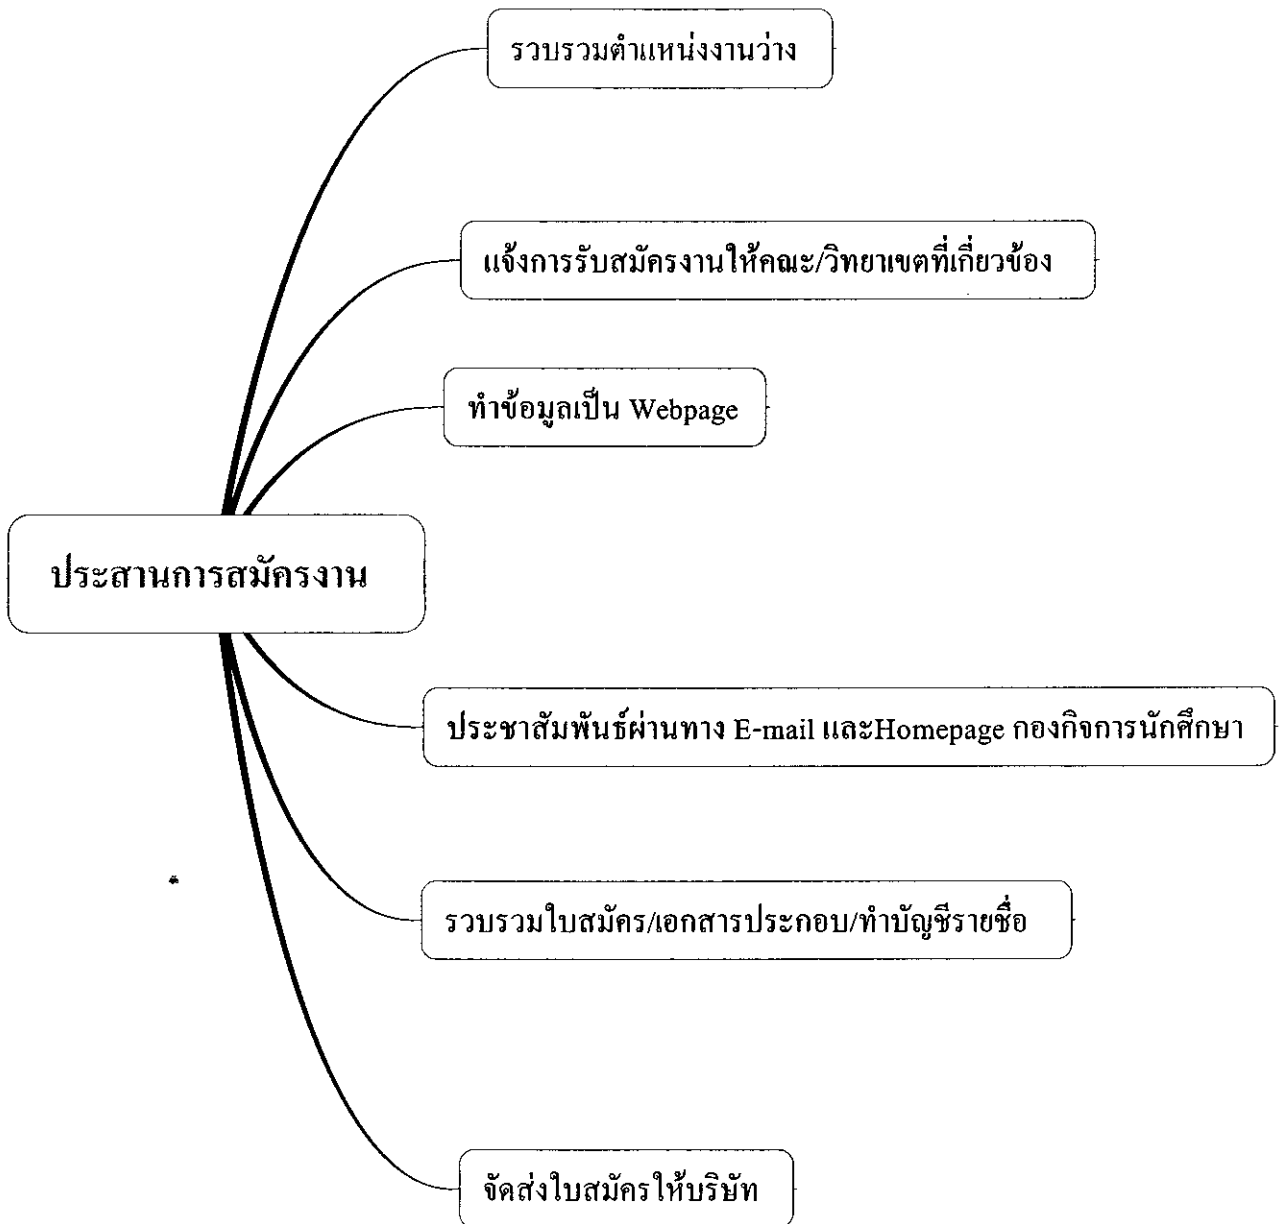 รวบรวมตำแหน่งงานว่าง
แจ้งการรับสมัครงานให้คณะ/วิทยาเขตที่เกี่ยวข้อง
ทำข้อมูลเป็น Webpage
ประสานการสมัครงาน
ประชาสัมพันธ์ผ่านทาง E-mail และHomepage กองกิจการนักศึกษา
รวบรวมใบสมัคร/เอกสารประกอบ/ทำบัญชีรายชื่อ
จัดส่งใบสมัครให้บริษัท